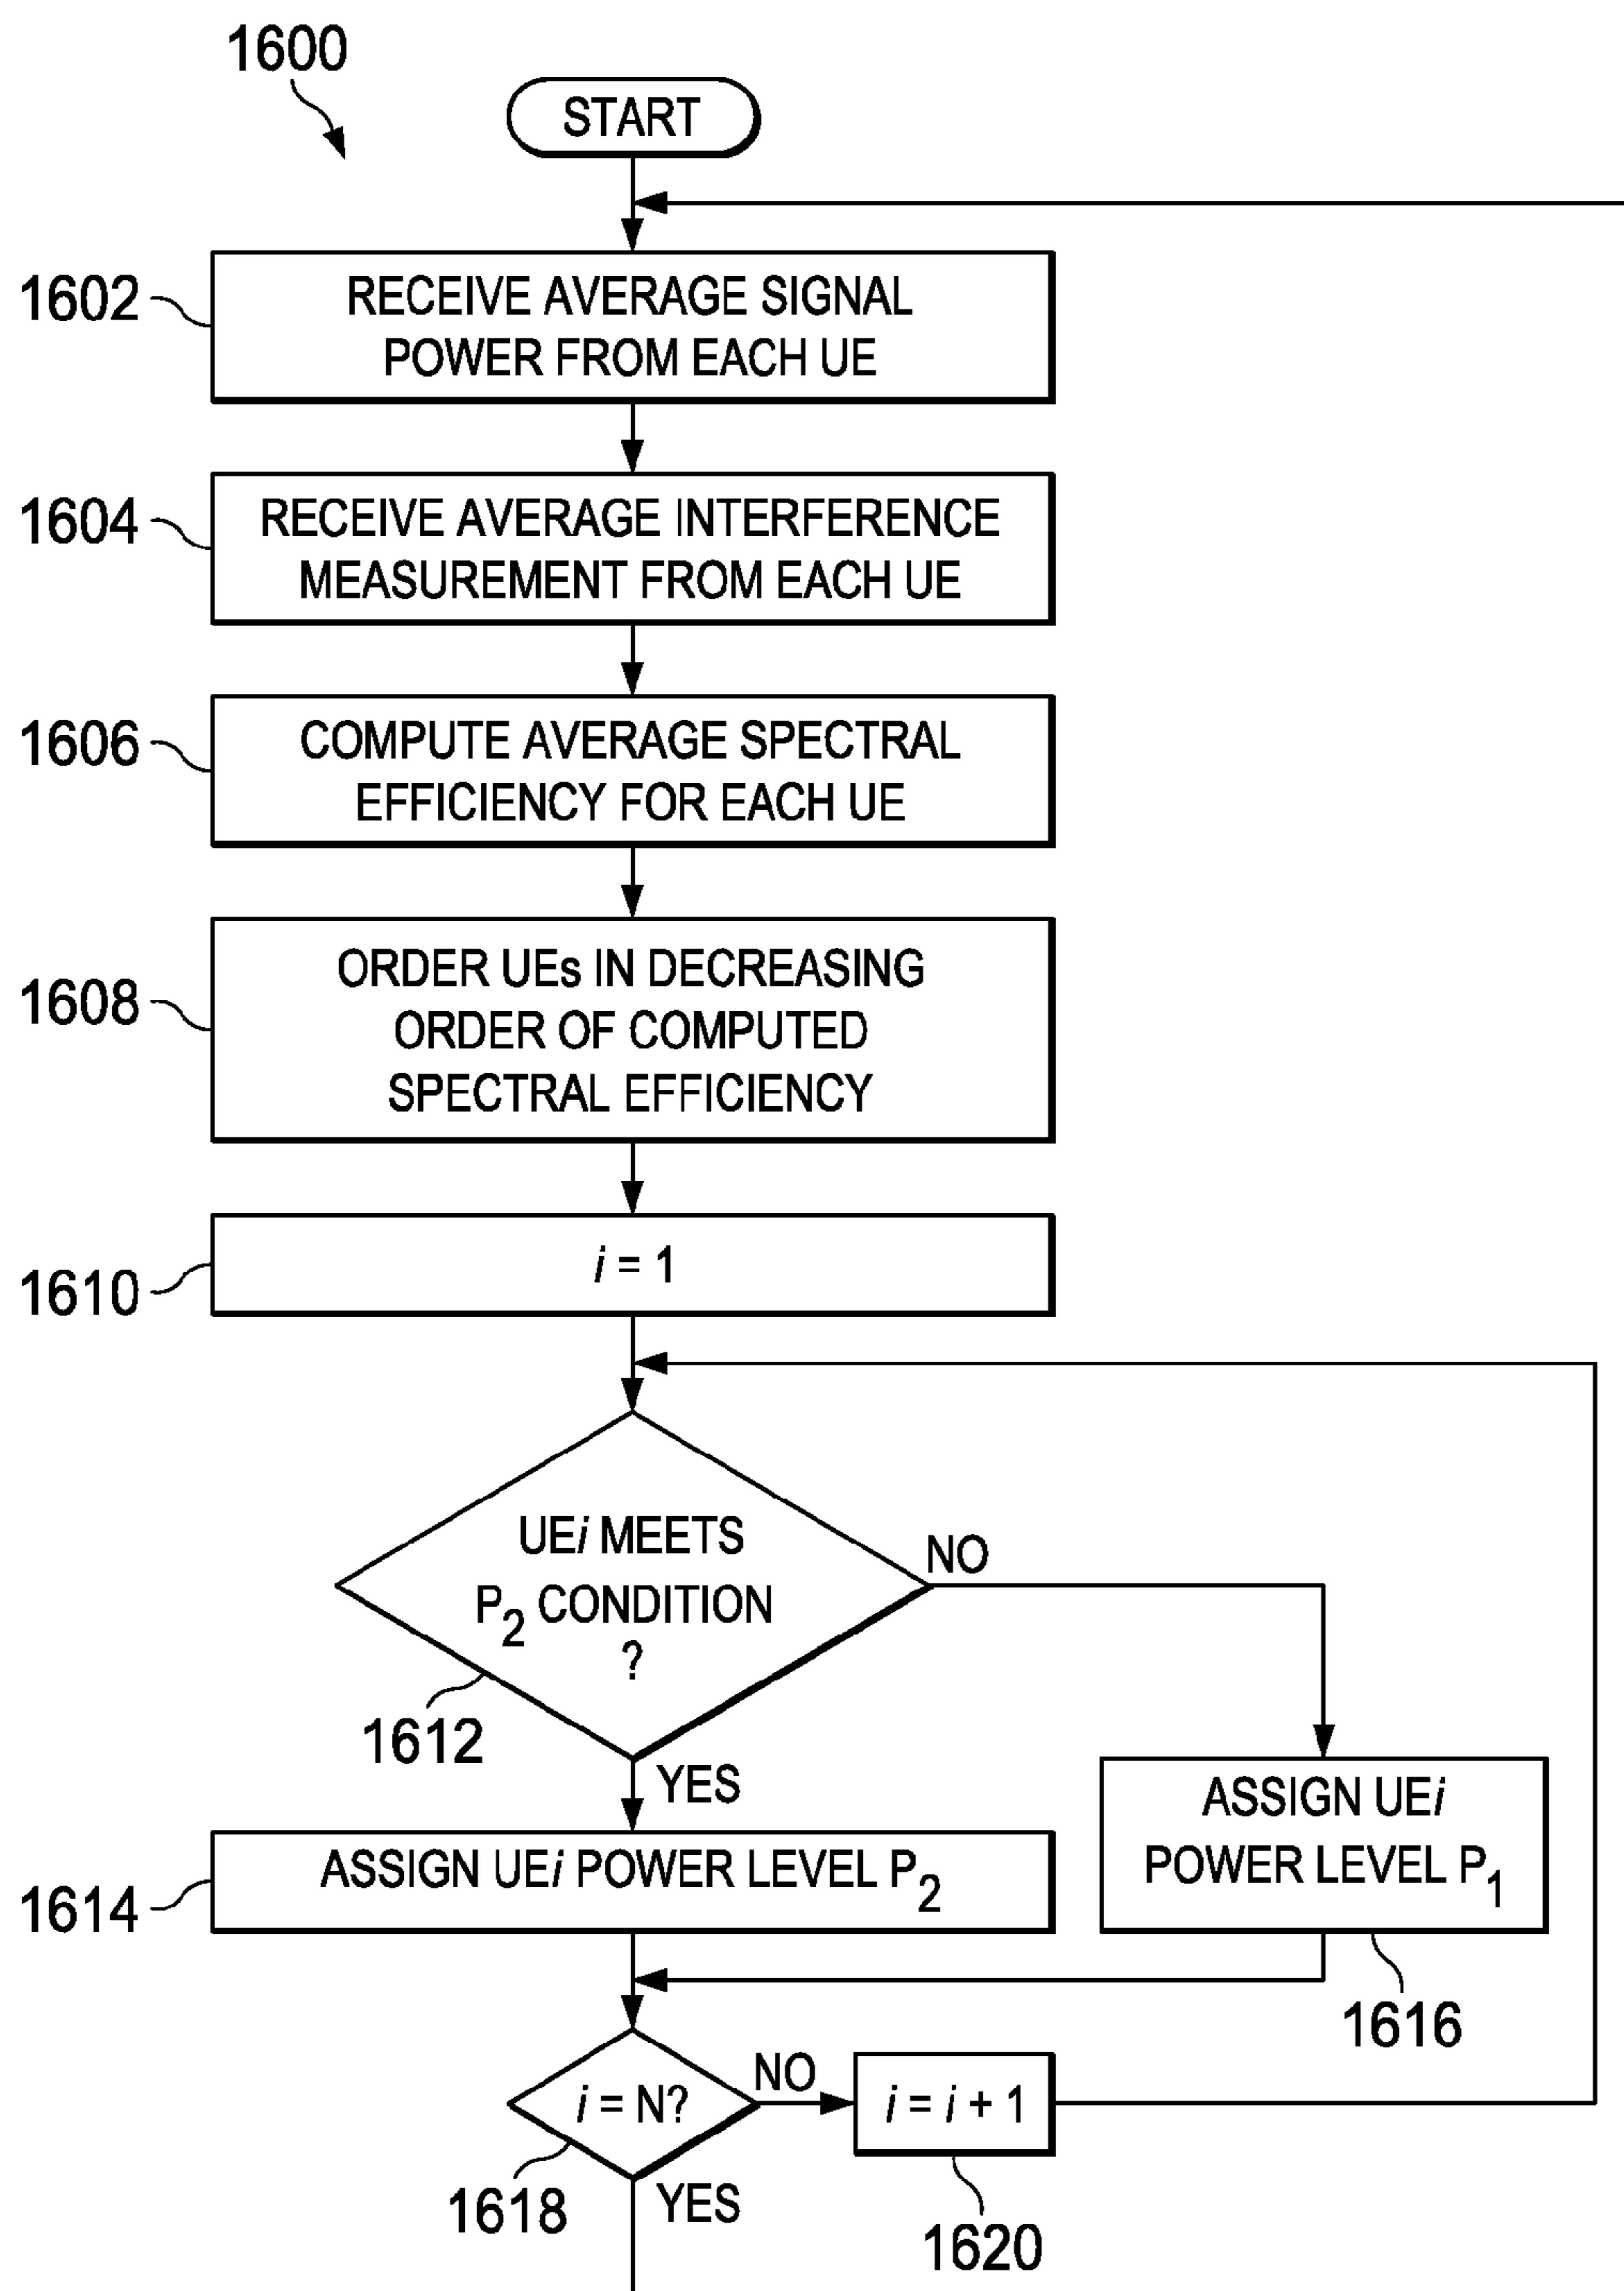 1600
START
1602
RECEIVE AVERAGE SIGNAL
POWER FROM EACH UE
1604
RECEIVE AVERAGE INTERFERENCE
MEASUREMENT FROM EACH UE
1606
COMPUTE AVERAGE SPECTRAL
EFFICIENCY FOR EACH UE
1608
ORDER UEs IN DECREASING
ORDER OF COMPUTED
SPECTRAL EFFICIENCY
1610
i = 1
UEi MEETS
P2 CONDITION
?
NO
1612
YES
ASSIGN UEi
POWER LEVEL P1
1614
ASSIGN UEi POWER LEVEL P2
1616
i = N?
NO
i = i + 1
1618
YES
1620